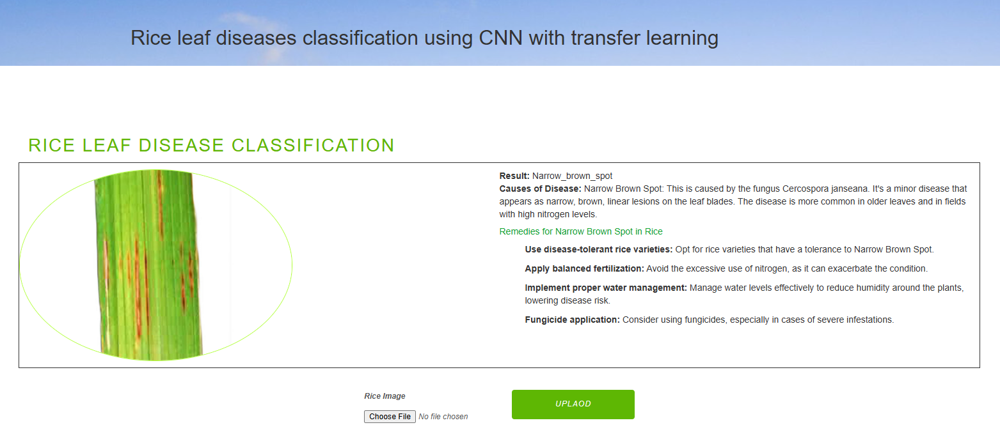 Rice leaf diseases classification using CNN with transfer learning
RICE LEAF DISEASE CLASSIFICATION
Result: Narrow_brown_spot
Causes of Disease: Narrow Brown Spot: This is caused by the fungus Cercospora janseana. It's a minor disease that
appears as narrow, brown, linear lesions on the leaf blades. The disease is more common in older leaves and in fields
with high nitrogen levels.
Remedies for Narrow Brown Spot in Rice
Use disease-tolerant rice varieties: Opt for rice varieties that have a tolerance to Narrow Brown Spot.
Apply balanced fertilization: Avoid the excessive use of nitrogen, as it can exacerbate the condition.
Implement proper water management: Manage water levels effectively to reduce humidity around the plants,
lowering disease risk.
Fungicide application: Consider using fungicides, especially in cases of severe infestations.
Rice Image
Choose File No file chosen
UPLAOD